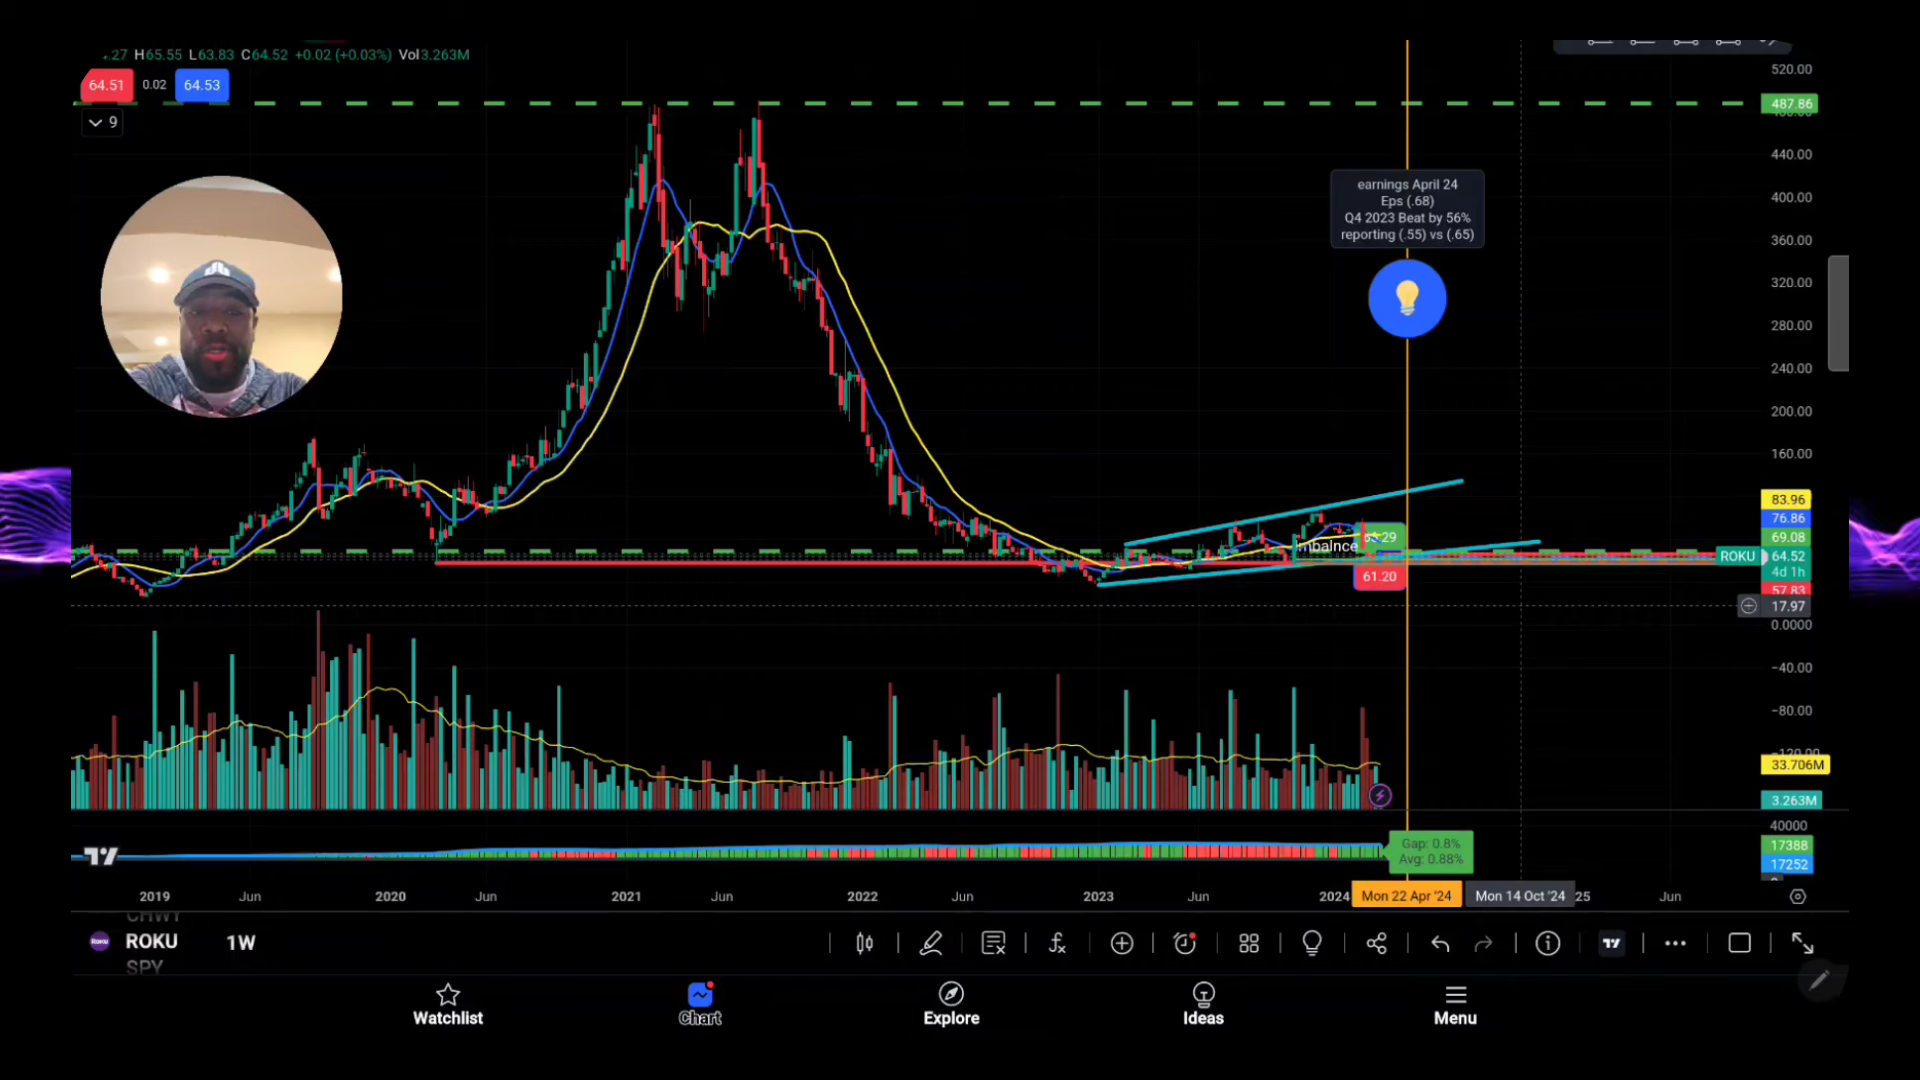 .27 H65.55 L63.83 C64.52 +0.02 (+0.03%) Vol3.263M
64.51 0.02 64.53
9
520.00
487.86
440.00
400.00
360.00
320.00
280.00
240.00
200.00
160.00
83.96
76.86
69.08
ROKU 64.52
4d 1h
57.83
17.97
0.0000
−40.00
−80.00
−120.00
33.706M
3.263M
40000
17388
17252
earnings April 24
Eps (.68)
Q4 2023 Beat by 56%
reporting (.55) vs (.65)
mbalnce
61.20
Gap: 0.8%
Avg: 0.88%
2019 Jun 2020 Jun 2021 Jun 2022 Jun 2023 Jun 2024 Mon 22 Apr '24 Mon 14 Oct '24 25 Jun
CHWY
ROKU 1W
SPY
Watchlist Chart Explore Ideas Menu